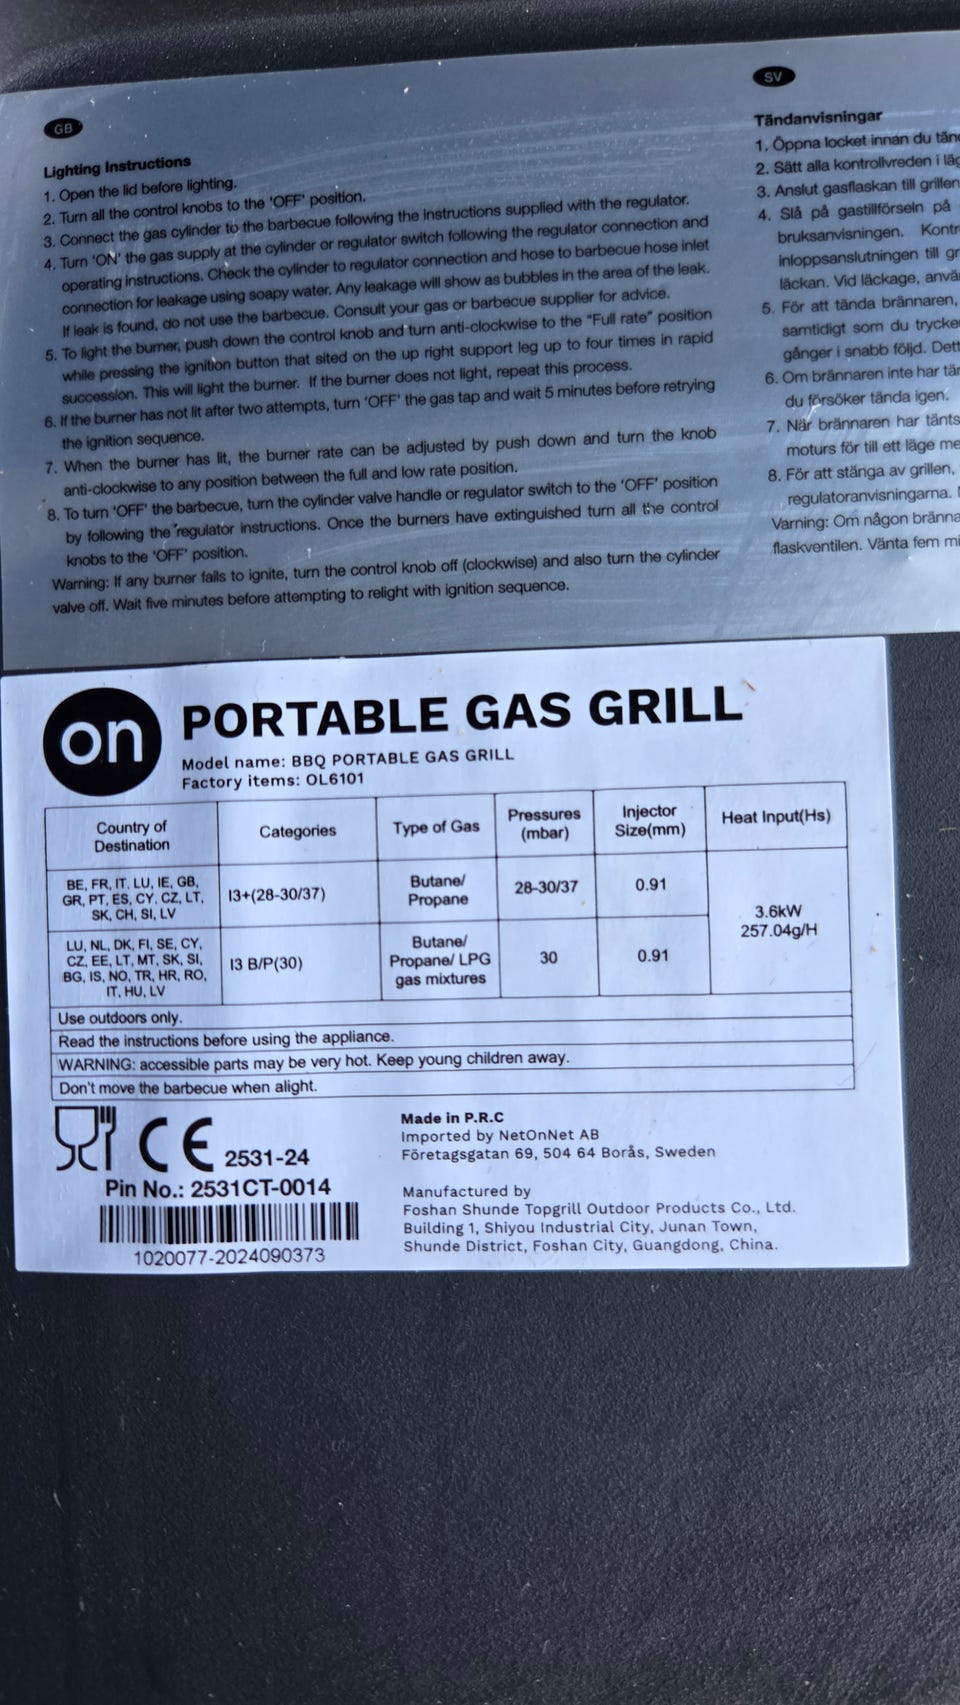 GB
Lighting Instructions
1. Open the lid before lighting.
2. Turn all the control knobs to the 'OFF' position.
3. Connect the gas cylinder to the barbecue following the instructions supplied with the regulator.
4. Turn 'ON' the gas supply at the cylinder or regulator switch following the regulator connection and
operating instructions. Check the cylinder to regulator connection and hose to barbecue hose inlet
connection for leakage using soapy water. Any leakage will show as bubbles in the area of the leak.
If leak is found, do not use the barbecue. Consult your gas or barbecue supplier for advice.
5. To light the burner, push down the control knob and turn anti-clockwise to the "Full rate" position
while pressing the ignition button that sited on the up right support leg up to four times in rapid
succession. This will light the burner. If the burner does not light, repeat this process.
6. If the burner has not lit after two attempts, turn 'OFF' the gas tap and wait 5 minutes before retrying
the ignition sequence.
7. When the burner has lit, the burner rate can be adjusted by push down and turn the knob
anti-clockwise to any position between the full and low rate position.
8. To turn 'OFF' the barbecue, turn the cylinder valve handle or regulator switch to the 'OFF' position
by following the regulator instructions. Once the burners have extinguished turn all the control
knobs to the 'OFF' position.
Warning: If any burner fails to ignite, turn the control knob off (clockwise) and also turn the cylinder
valve off. Wait five minutes before attempting to relight with ignition sequence.
SV
Tändanvisningar
1. Öppna locket innan du tän
2. Sätt alla kontrollvreden i läg
3. Anslut gasflaskan till grillen
4. Slå på gastillförseln på
bruksanvisningen. Kontr
inloppsanslutningen till gr
läckan. Vid läckage, anvä
5. För att tända brännaren,
samtidigt som du trycke
gånger i snabb följd. Dett
6. Om brännaren inte har tän
du försöker tända igen.
7. När brännaren har tänts
moturs för till ett läge me
8. För att stänga av grillen,
regulatoranvisningarna.
Varning: Om någon bränna
flaskventilen. Vänta fem mi
on
PORTABLE GAS GRILL
Model name: BBQ PORTABLE GAS GRILL
Factory items: OL6101
Country of Destination Categories Type of Gas Pressures (mbar) Injector Size(mm) Heat Input(Hs)
BE, FR, IT, LU, IE, GB,
GR, PT, ES, CY, CZ, LT,
SK, CH, SI, LV
I3+(28-30/37)
Butane/
Propane
28-30/37
0.91
3.6kW
257.04g/H
LU, NL, DK, FI, SE, CY,
CZ, EE, LT, MT, SK, SI,
BG, IS, NO, TR, HR, RO,
IT, HU, LV
I3 B/P(30)
Butane/
Propane/ LPG
gas mixtures
30
0.91
Use outdoors only.
Read the instructions before using the appliance.
WARNING: accessible parts may be very hot. Keep young children away.
Don't move the barbecue when alight.
CE 2531-24
Pin No.: 2531CT-0014
1020077-2024090373
Made in P.R.C
Imported by NetOnNet AB
Företagsgatan 69, 504 64 Borås, Sweden
Manufactured by
Foshan Shunde Topgrill Outdoor Products Co., Ltd.
Building 1, Shiyou Industrial City, Junan Town,
Shunde District, Foshan City, Guangdong, China.